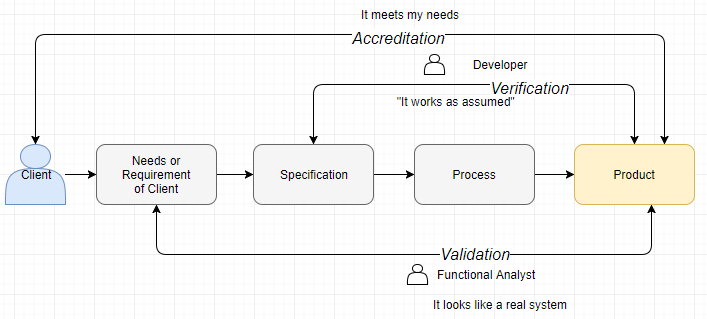 It meets my needs
Accreditation
Developer
Verification
"It works as assumed"
Client
Needs or
Requirement
of Client
Specification
Process
Product
Validation
Functional Analyst
It looks like a real system